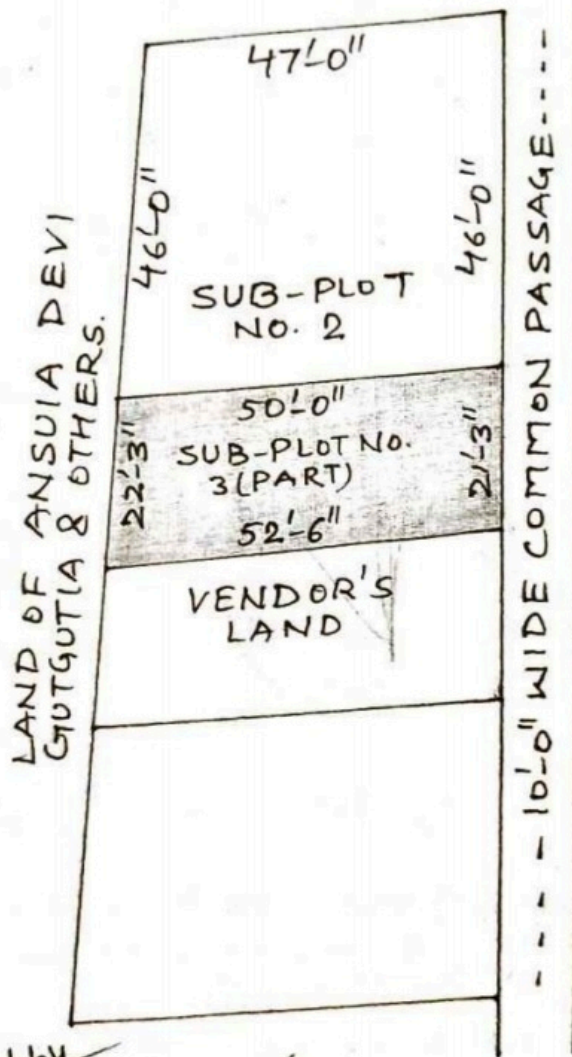 47'-0"
46'-0"
46'-0"
SUB-PLOT
NO. 2
LAND OF ANSUIA DEVI
GUTGUTIA & OTHERS.
50'-0"
22'-3"
SUB-PLOT NO.
3 (PART)
21'-3"
52'-6"
VENDOR'S
LAND
10'-0" WIDE COMMON PASSAGE
by